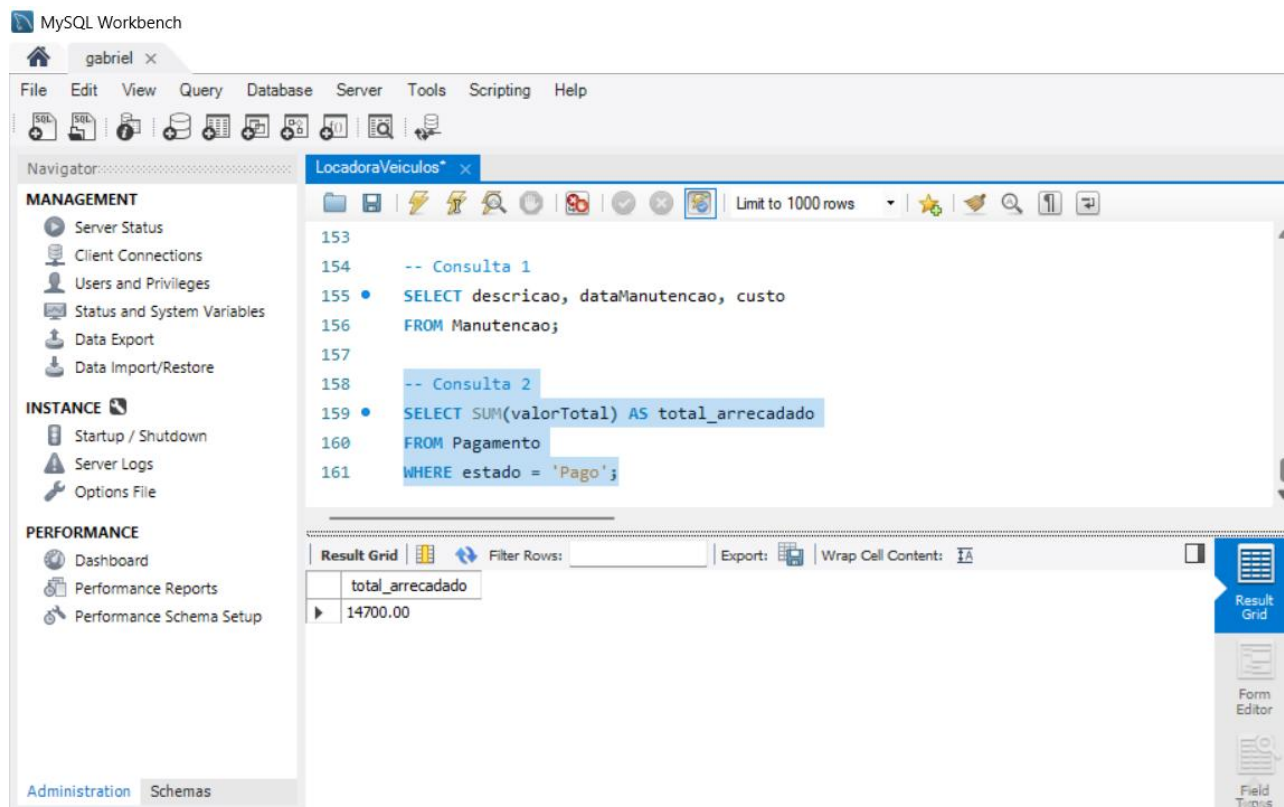 MySQL Workbench
gabriel
File Edit View Query Database Server Tools Scripting Help
Navigator
LocadoraVeiculos*
MANAGEMENT
Server Status
Client Connections
Users and Privileges
Status and System Variables
Data Export
Data Import/Restore
INSTANCE
Startup / Shutdown
Server Logs
Options File
PERFORMANCE
Dashboard
Performance Reports
Performance Schema Setup
Administration Schemas
Limit to 1000 rows
153
154 -- Consulta 1
155 SELECT descricao, dataManutencao, custo
156 FROM Manutencao;
157
158 -- Consulta 2
159 SELECT SUM(valorTotal) AS total_arrecadado
160 FROM Pagamento
161 WHERE estado = 'Pago';
Result Grid Filter Rows: Export: Wrap Cell Content:
total_arrecadado
14700.00
Result
Grid
Form
Editor
Field